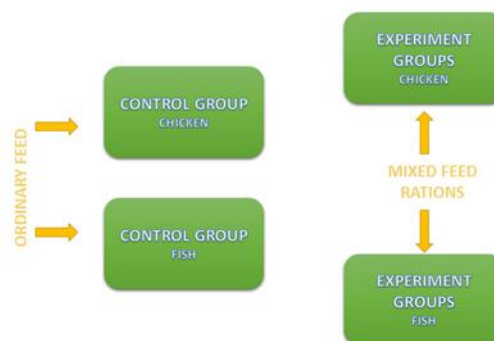 ORDINARY FEED
CONTROL GROUP
CHICKEN
CONTROL GROUP
FISH
EXPERIMENT
GROUPS
CHICKEN
MIXED FEED
RATIONS
EXPERIMENT
GROUPS
FISH